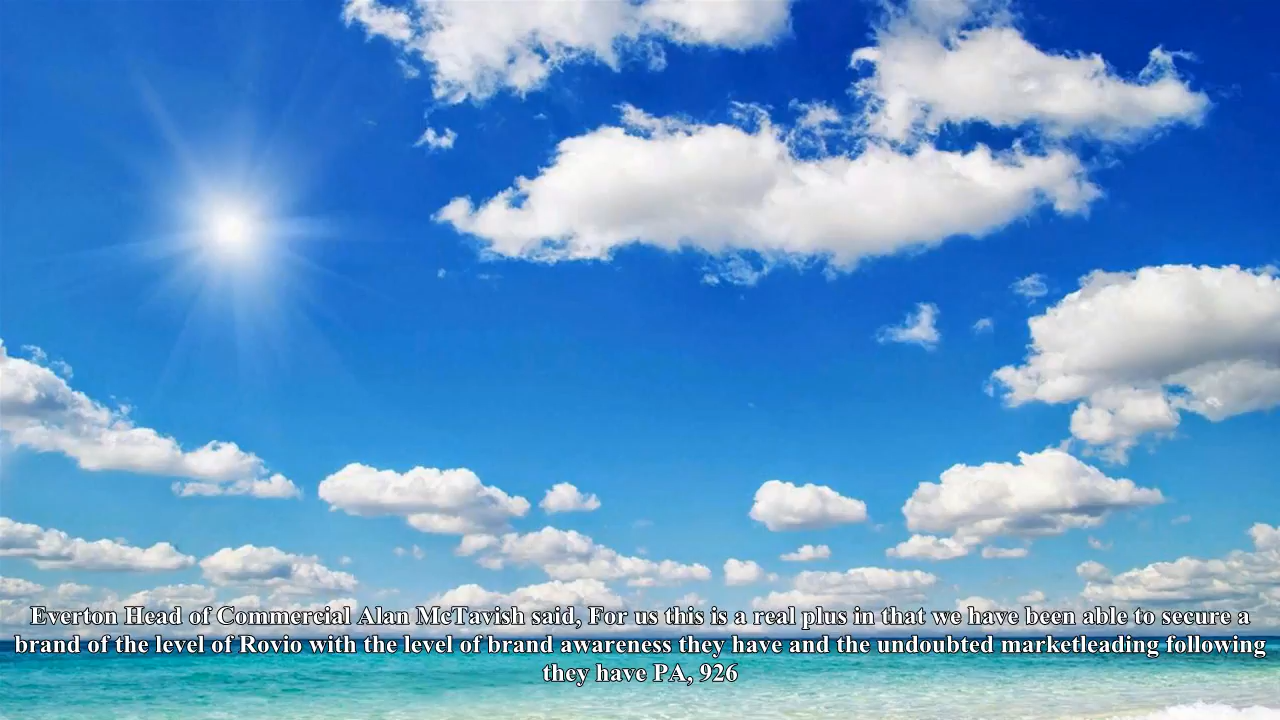 Everton Head of Commercial Alan McTavish said, For us this is a real plus in that we have been able to secure a
brand of the level of Rovio with the level of brand awareness they have and the undoubted marketleading following
they have PA, 926